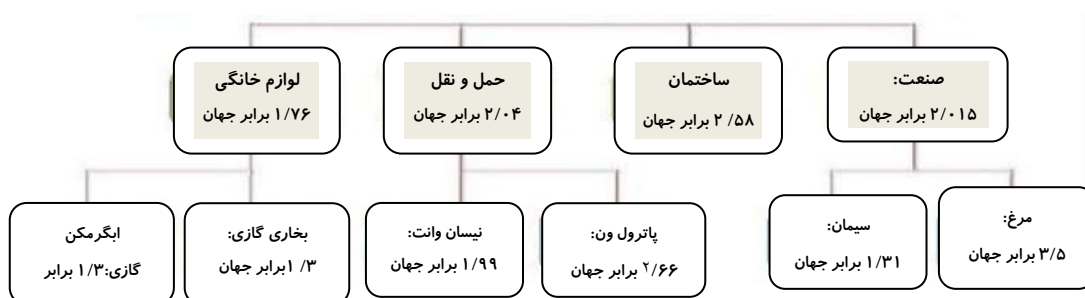 صنعت:
۲/۰۱۵ برابر جهان
ساختمان
۲/۵۸ برابر جهان
حمل و نقل
۲/۰۴ برابر جهان
لوازم خانگی
۱/۷۶ برابر جهان
مرغ:
۳/۵ برابر جهان
سیمان:
۱/۳۱ برابر جهان
پاترول ون:
۲/۶۶ برابر جهان
نیسان وانت:
۱/۹۹ برابر جهان
بخاری گازی:
۱/۳برابر جهان
ابگرمکن
گازی:۱/۳ برابر